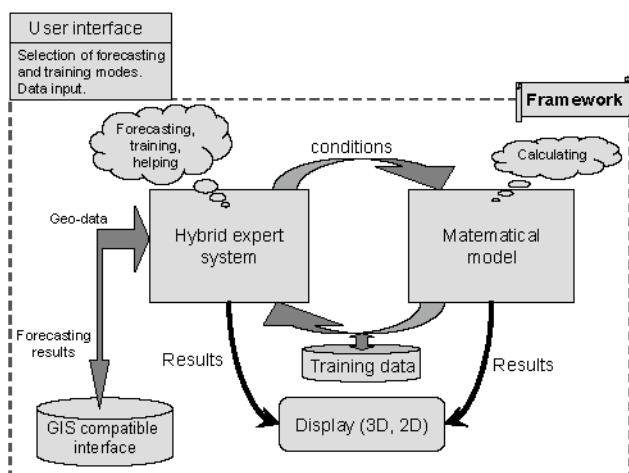 User interface
Selection of forecasting
and training modes.
Data input.
Framework
Forecasting,
training,
helping
conditions
Calculating
Geo-data
Hybrid expert
system
Matematical
model
Forecasting
results
Results
Training data
Results
GIS compatible
interface
Display (3D, 2D)